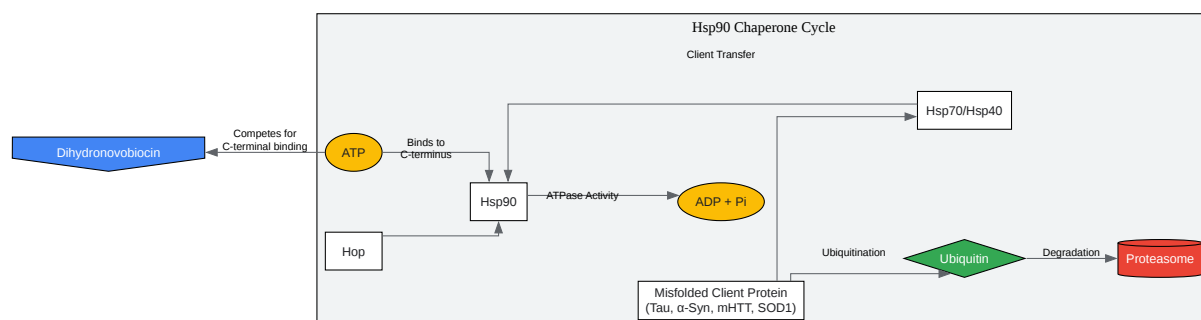 Hsp90 Chaperone Cycle
Client Transfer
Hsp70/Hsp40
Competes for
C-terminal binding
Dihydronovobiocin
ATP
Binds to
C-terminus
Hsp90
ATPase Activity
ADP + Pi
Hop
Ubiquitination
Ubiquitin
Degradation
Proteasome
Misfolded Client Protein
(Tau, α-Syn, mHTT, SOD1)